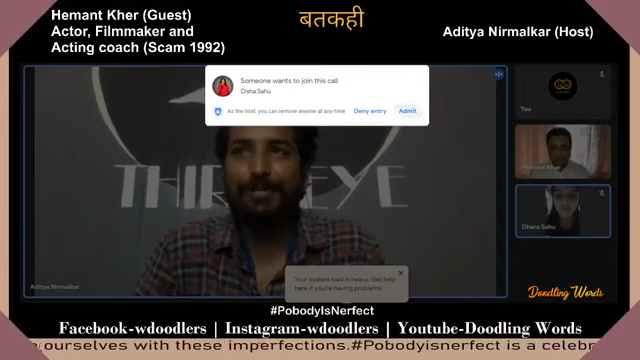 Hemant Kher (Guest)
Actor, Filmmaker and
Acting coach (Scam 1992)
बतकही
Aditya Nirmalkar (Host)
Someone wants to join this call
Disha Sahu
As the host, you can remove anyone at any time
Deny entry
Admit
You
THIRD EYE
Dhara Sahu
Your system load is heavy. Get help
here if you're having problems.
Aditya Nirmalkar
Doodling Words
#PobodyIsNerfect
Facebook-wdoodlers | Instagram-wdoodlers | Youtube-Doodling Words
ourselves with these imperfections.#Pobodyisnerfect is a celebr